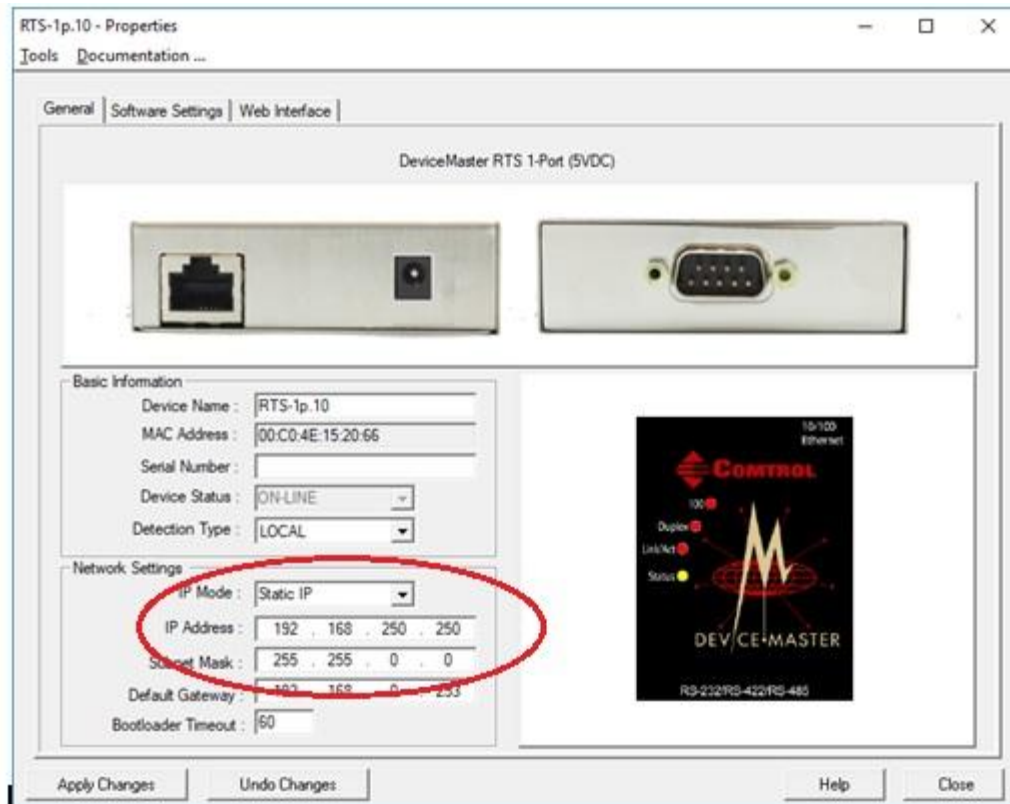 RTS-1p.10 - Properties
Tools Documentation ...
General Software Settings Web Interface
DeviceMaster RTS 1-Port (5VDC)
Basic Information
Device Name : RTS-1p.10
MAC Address : 00:C0:4E:15:20:66
Serial Number :
Device Status : ON-LINE
Detection Type : LOCAL
Network Settings
IP Mode : Static IP
IP Address : 192 . 168 . 250 . 250
Subnet Mask : 255 . 255 . 0 . 0
Default Gateway : 192 . 168 . 0 . 253
Bootloader Timeout : 60
10/100
Ethernet
COMTROL
100
Duplex
Link/Act
Status
DEVICE•MASTER
RS-232/RS-422/RS-485
Apply Changes Undo Changes Help Close